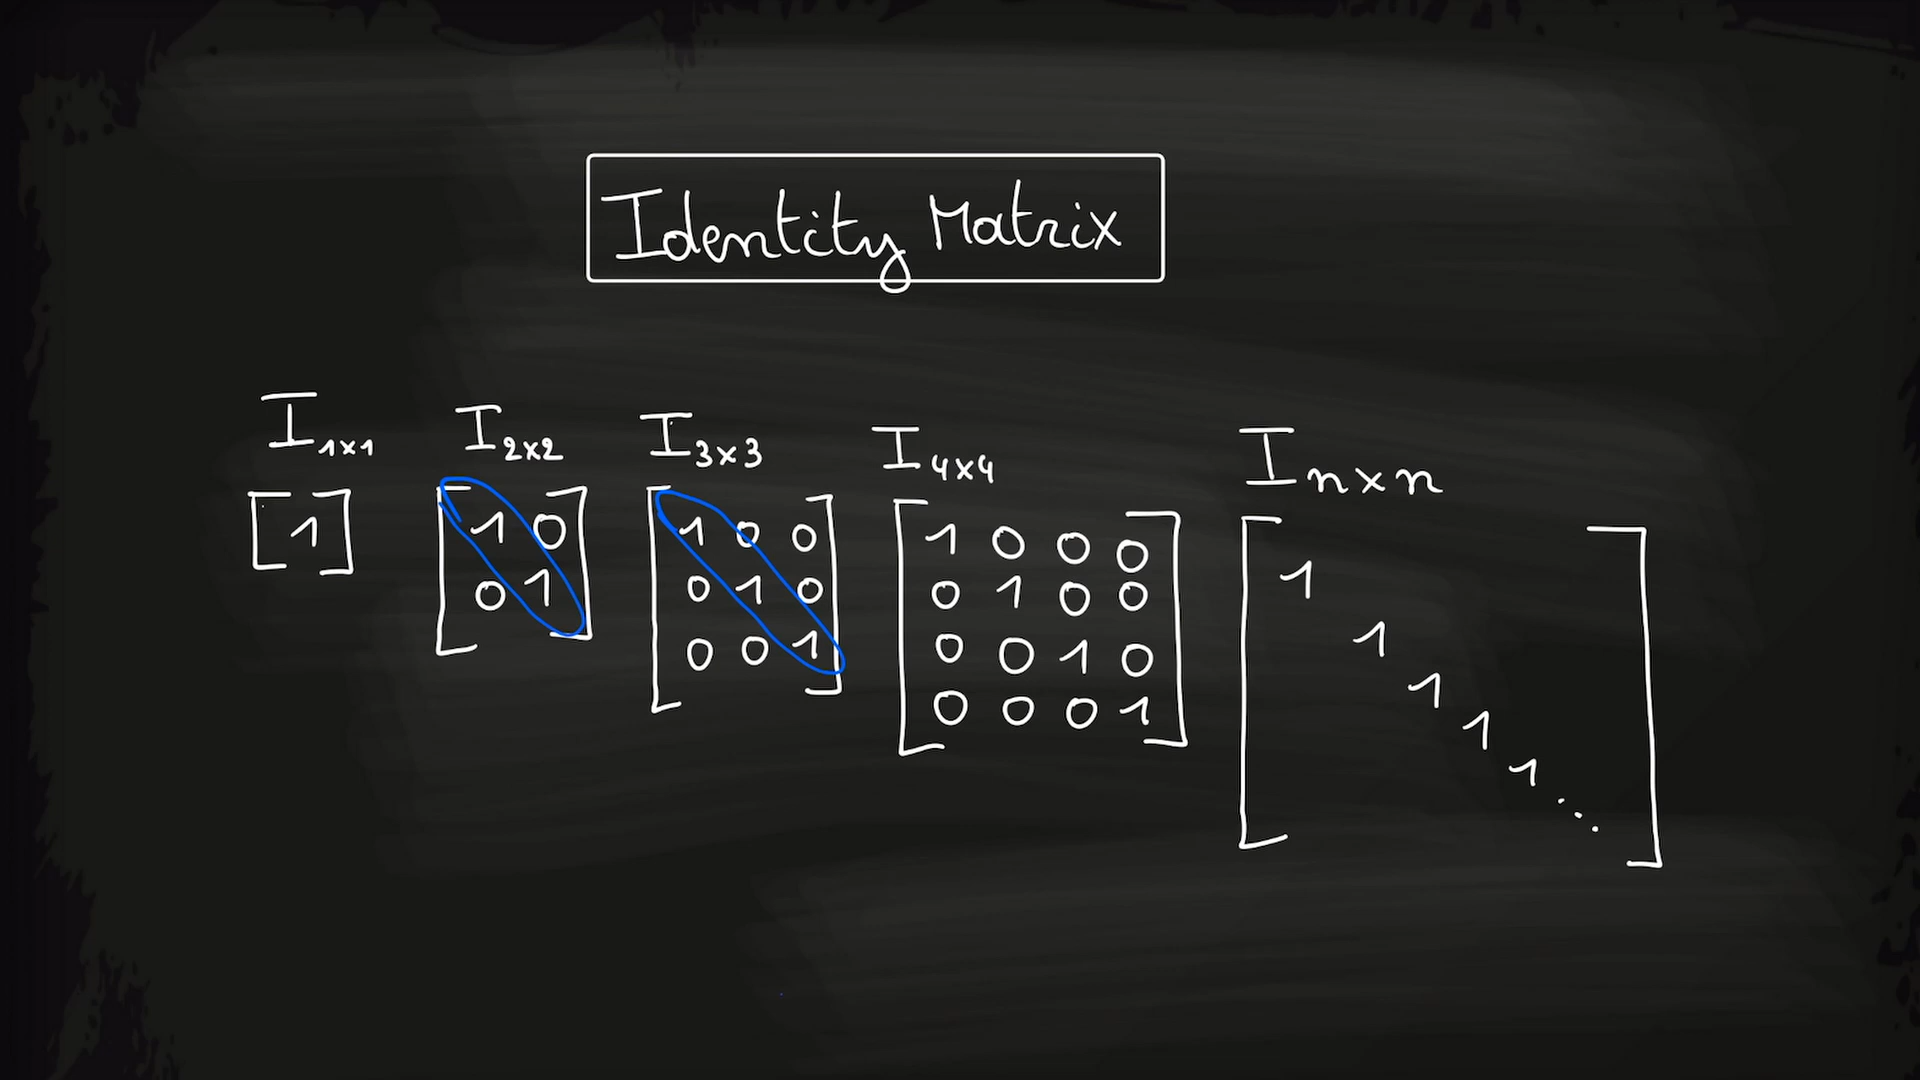 Identity Matrix
I1x1 I2x2 I3x3 I4x4 Inxn
[1]
[1 0
0 1]
[1 0 0
0 1 0
0 0 1]
[1 0 0 0
0 1 0 0
0 0 1 0
0 0 0 1]
[1
1
1
1
1
...]